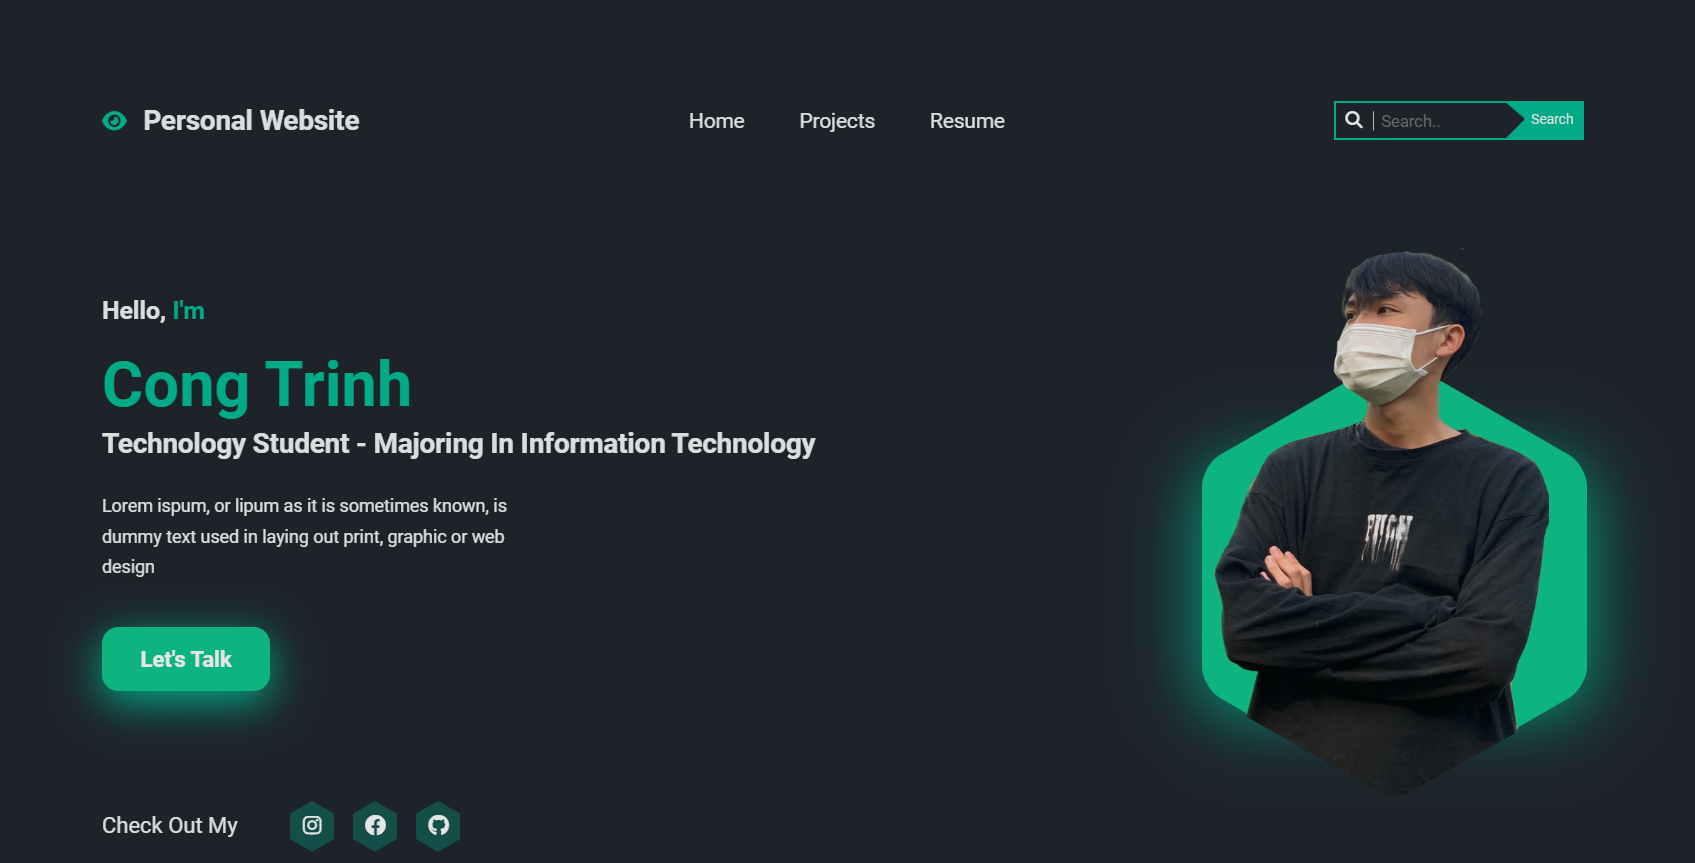 Personal Website
Home
Projects
Resume
Search..
Search
Hello, I'm
Cong Trinh
Technology Student - Majoring In Information Technology
Lorem ispum, or lipum as it is sometimes known, is
dummy text used in laying out print, graphic or web
design
Let's Talk
Check Out My